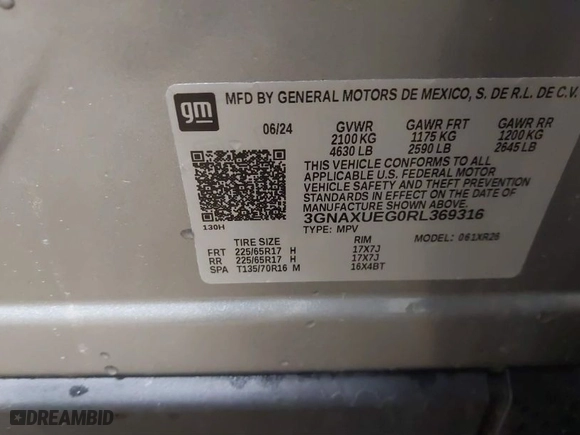 gm
MFD BY GENERAL MOTORS DE MEXICO, S. DE R.L. DE C.V.
06/24 GVWR GAWR FRT GAWR RR
2100 KG 1175 KG 1200 KG
4630 LB 2590 LB 2645 LB
THIS VEHICLE CONFORMS TO ALL
APPLICABLE U.S. FEDERAL MOTOR
VEHICLE SAFETY AND THEFT PREVENTION
STANDARDS IN EFFECT ON THE DATE OF
MANUFACTURE SHOWN ABOVE.
3GNAXUEG0RL369316
130H TYPE: MPV MODEL: 061XR26
TIRE SIZE RIM
FRT 225/65R17 H 17X7J
RR 225/65R17 H 17X7J
SPA T135/70R16 M 16X4BT
DREAMBID